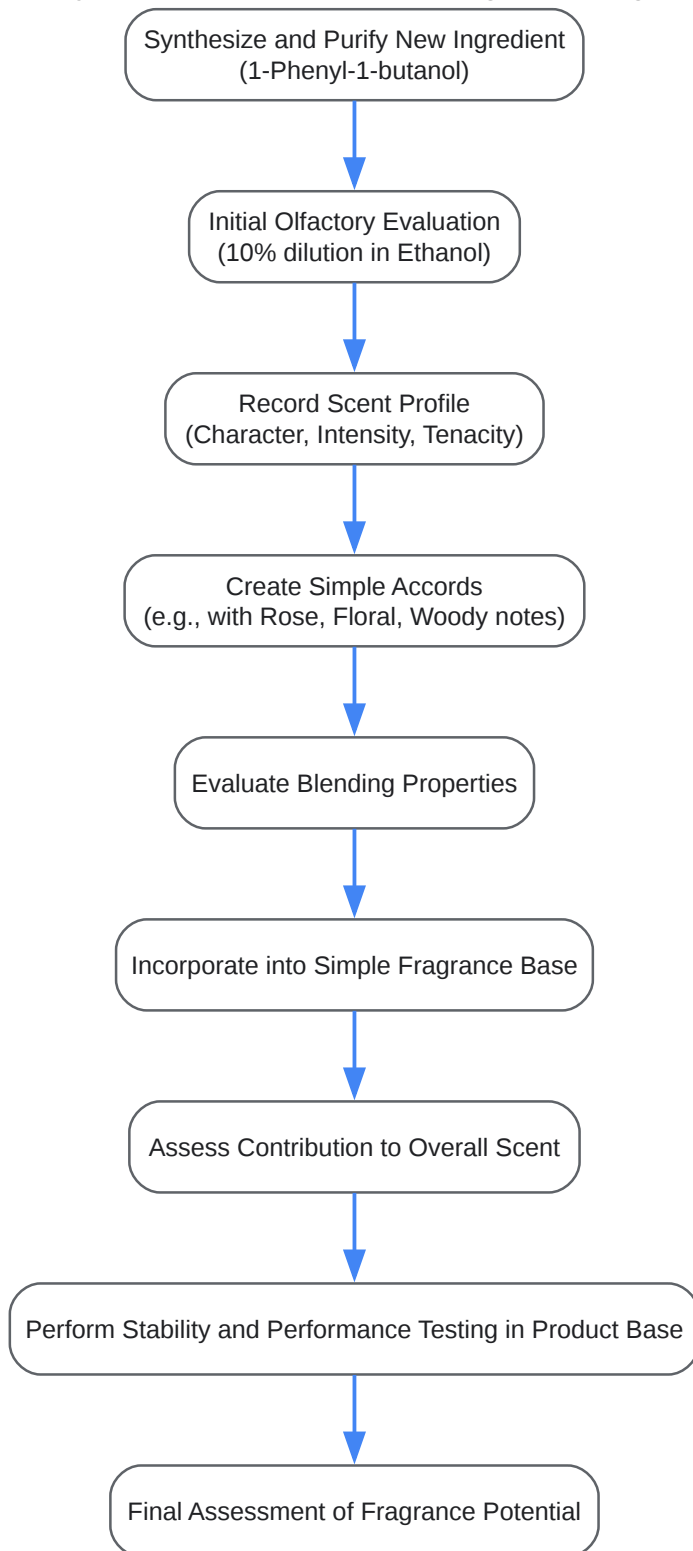 Synthesize and Purify New Ingredient
(1-Phenyl-1-butanol)
Initial Olfactory Evaluation
(10% dilution in Ethanol)
Record Scent Profile
(Character, Intensity, Tenacity)
Create Simple Accords
(e.g., with Rose, Floral, Woody notes)
Evaluate Blending Properties
Incorporate into Simple Fragrance Base
Assess Contribution to Overall Scent
Perform Stability and Performance Testing in Product Base
Final Assessment of Fragrance Potential